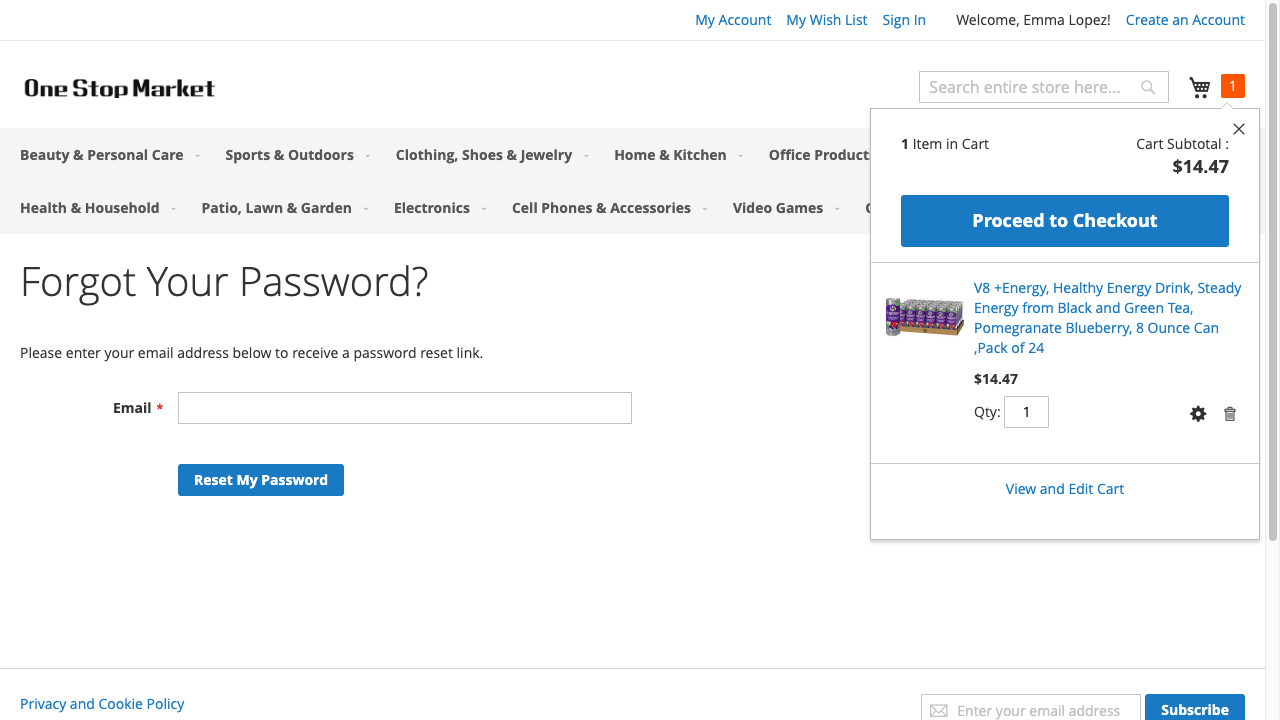 My Account My Wish List Sign In Welcome, Emma Lopez! Create an Account
One Stop Market
Search entire store here...
1
Beauty & Personal Care Sports & Outdoors Clothing, Shoes & Jewelry Home & Kitchen Office Product
Health & Household Patio, Lawn & Garden Electronics Cell Phones & Accessories Video Games
1 Item in Cart
Cart Subtotal :
$14.47
Proceed to Checkout
V8 +Energy, Healthy Energy Drink, Steady
Energy from Black and Green Tea,
Pomegranate Blueberry, 8 Ounce Can
,Pack of 24
$14.47
Qty: 1
View and Edit Cart
Forgot Your Password?
Please enter your email address below to receive a password reset link.
Email *
Reset My Password
Privacy and Cookie Policy
Enter your email address
Subscribe